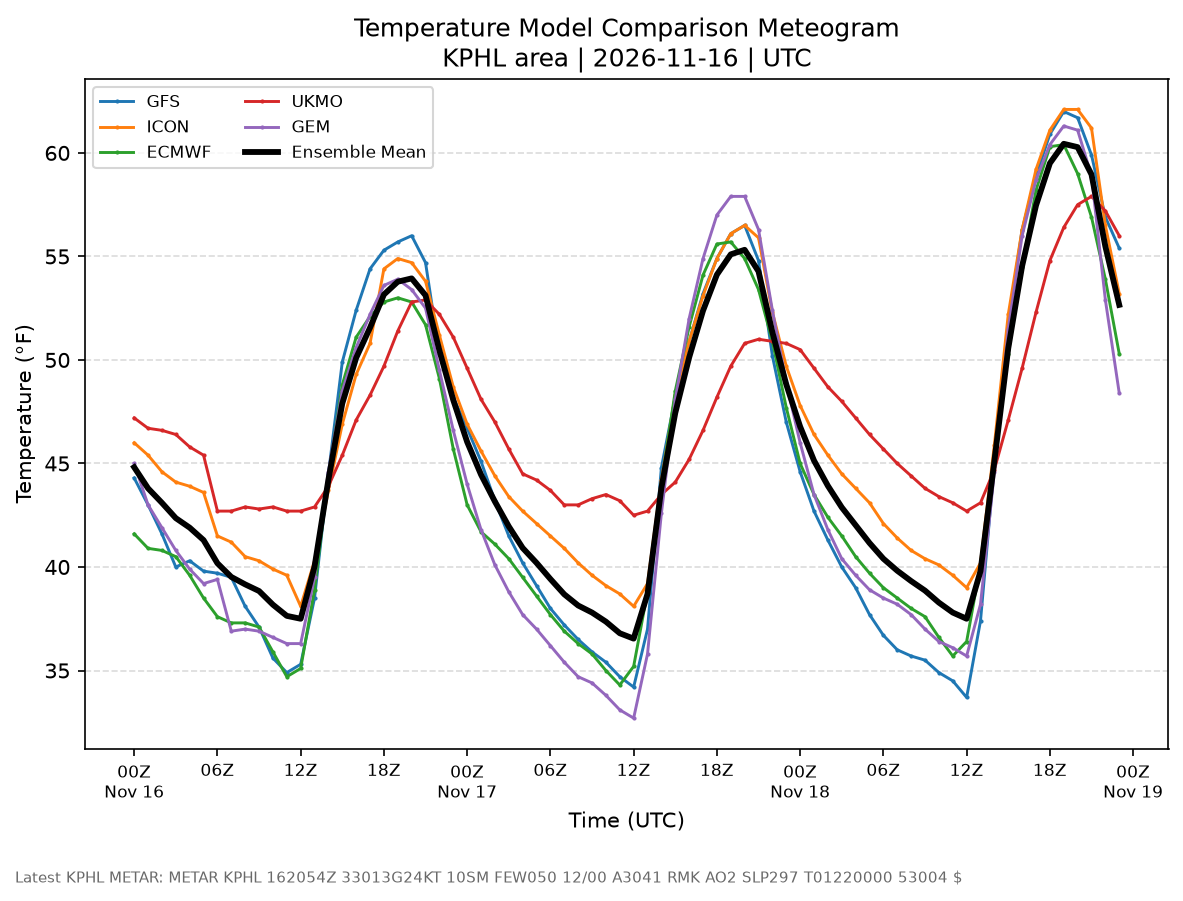 Temperature Model Comparison Meteogram
KPHL area | 2026-11-16 | UTC
GFS
ICON
ECMWF
UKMO
GEM
Ensemble Mean
Temperature (°F)
60
55
50
45
40
35
00Z 06Z 12Z 18Z 00Z 06Z 12Z 18Z 00Z 06Z 12Z 18Z 00Z
Nov 16 Nov 17 Nov 18 Nov 19
Time (UTC)
Latest KPHL METAR: METAR KPHL 162054Z 33013G24KT 10SM FEW050 12/00 A3041 RMK AO2 SLP297 T01220000 53004 $